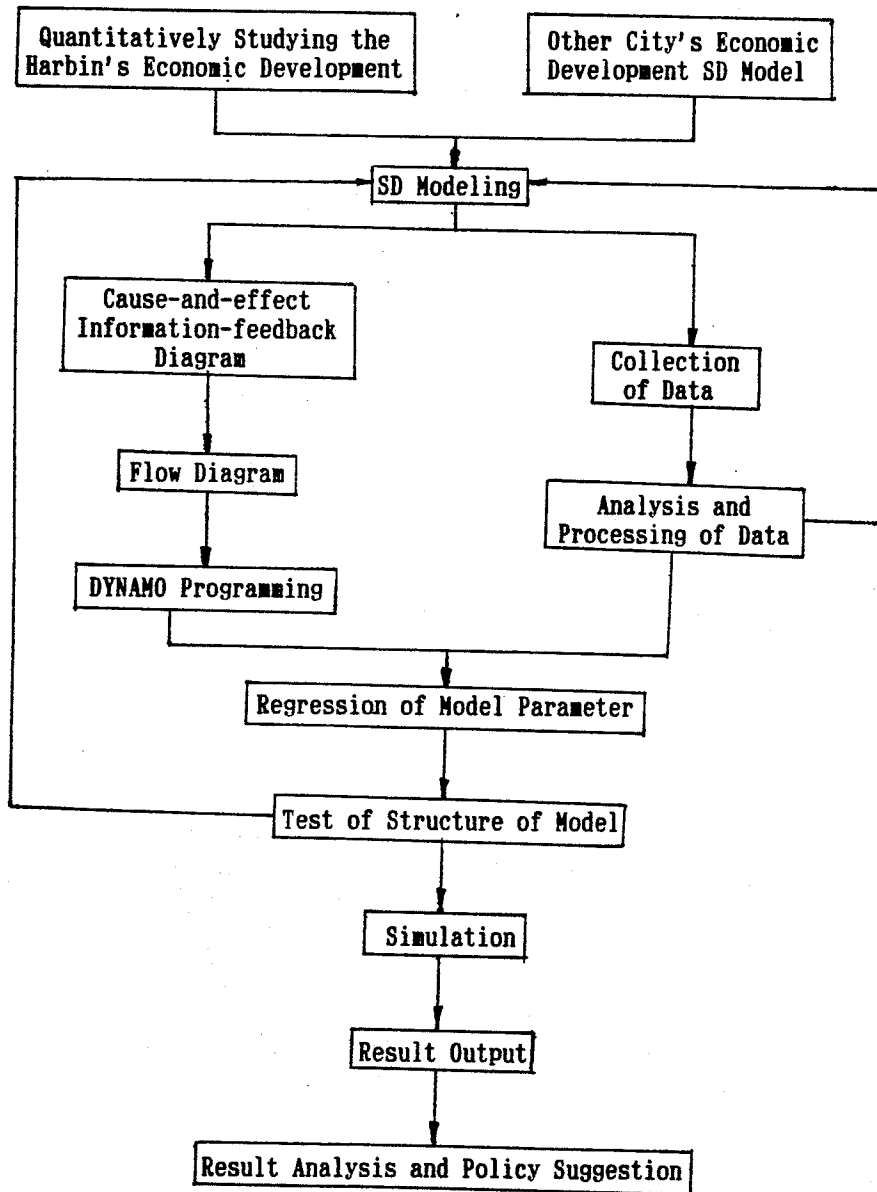 Quantitatively Studying the
Harbin's Economic Development
Other City's Economic
Development SD Model
SD Modeling
Cause-and-effect
Information-feedback
Diagram
Collection
of Data
Flow Diagram
Analysis and
Processing of Data
DYNAMO Programming
Regression of Model Parameter
Test of Structure of Model
Simulation
Result Output
Result Analysis and Policy Suggestion